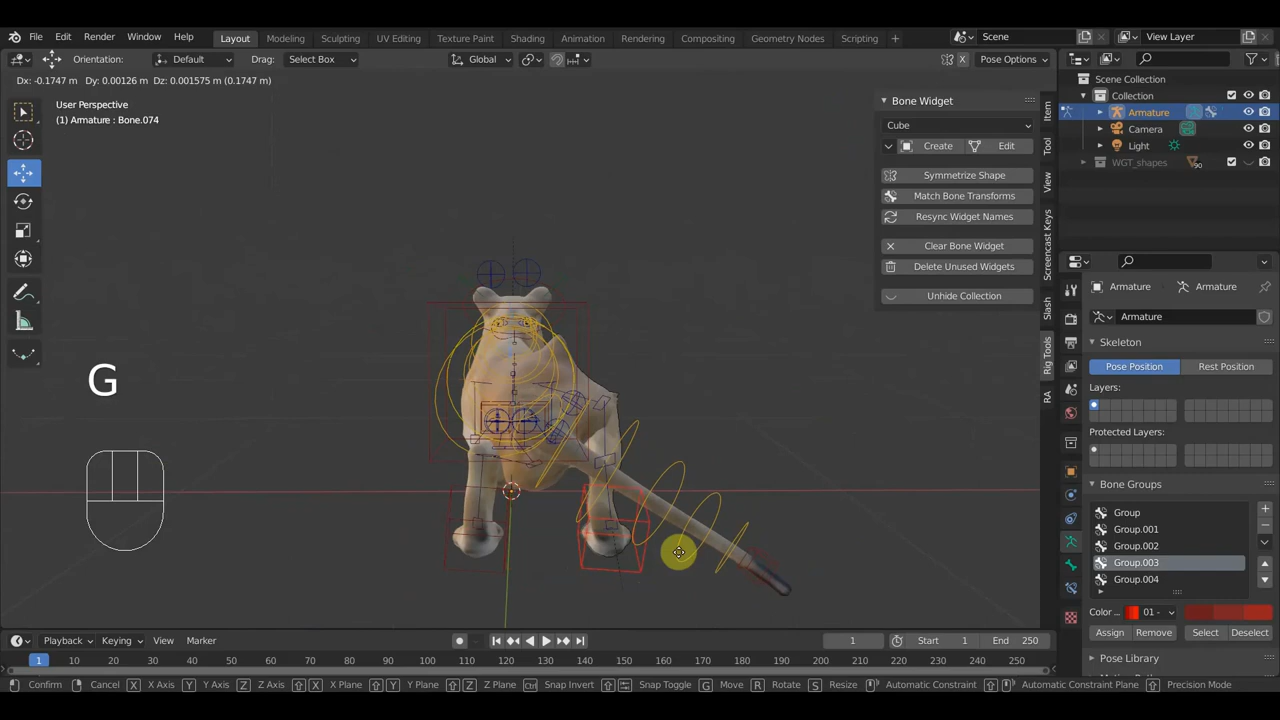 File Edit Render Window Help Layout Modeling Sculpting UV Editing Texture Paint Shading Animation Rendering Compositing Geometry Nodes Scripting + Scene View Layer
Orientation: Default Drag: Select Box Global X Pose Options
Dx: -0.1747 m Dy: 0.00126 m Dz: 0.001575 m (0.1747 m)
User Perspective
(1) Armature : Bone.074
G
Bone Widget
Cube
Create Edit
Symmetrize Shape
Match Bone Transforms
Resync Widget Names
Clear Bone Widget
Delete Unused Widgets
Unhide Collection
Item
Tool
View
Screencast Keys
Slash
Rig Tools
RA
Scene Collection
Collection
Armature
Camera
Light
WGT_shapes 90
Armature Armature
Armature
Skeleton
Pose Position Rest Position
Layers:
Protected Layers:
Bone Groups
Group
Group.001
Group.002
Group.003
Group.004
Color ... 01 -
Assign Remove Select Deselect
Pose Library
Playback Keying View Marker 1 Start 1 End 250
1 10 20 30 40 50 60 70 80 90 100 110 120 130 140 150 160 170 180 190 200 210 220 230 240 250
Confirm Cancel X X Axis Y Y Axis Z Z Axis X X Plane Y Y Plane Z Z Plane Ctrl Snap Invert Snap Toggle G Move R Rotate S Resize Automatic Constraint Automatic Constraint Plane Precision Mode